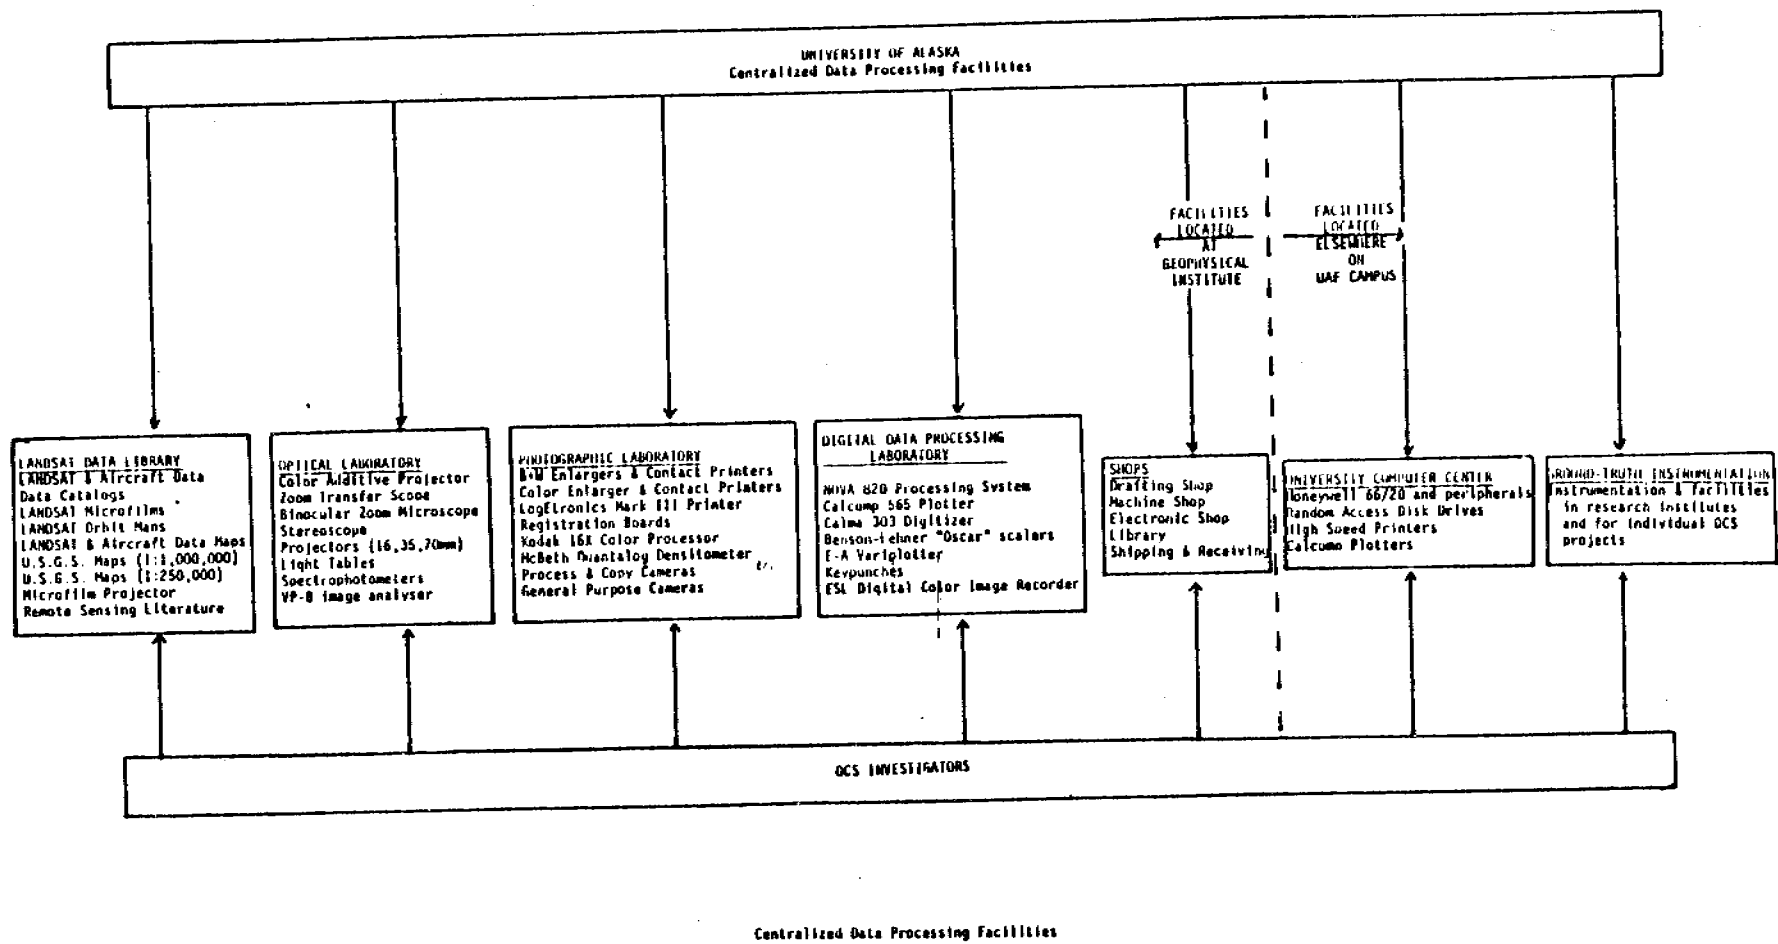 UNIVERSITY OF ALASKA
Centralized Data Processing Facilities
FACILITIES
LOCATED
AT
GEOPHYSICAL
INSTITUTE
FACILITIES
LOCATED
ELSEWHERE
ON
UAF CAMPUS
LANDSAT DATA LIBRARY
LANDSAT & Aircraft Data
Data Catalogs
LANDSAT Microfilms
LANDSAT Orbit Maps
LANDSAT & Aircraft Data Maps
U.S.G.S. Maps (1:1,000,000)
U.S.G.S. Maps (1:250,000)
Microfilm Projector
Remote Sensing Literature
OPTICAL LABORATORY
Color Additive Projector
Zoom Transfer Scope
Binocular Zoom Microscope
Stereoscope
Projectors (16,35,70mm)
Light Tables
Spectrophotometers
VP-8 image analyser
PHOTOGRAPHIC LABORATORY
B&W Enlargers & Contact Printers
Color Enlarger & Contact Printers
LogEtronics Mark III Printer
Registration Boards
Kodak 16X Color Processor
McBeth Quantalog Densitometer
Process & Copy Cameras
General Purpose Cameras
DIGITAL DATA PROCESSING
LABORATORY
NOVA 820 Processing System
Calcump 565 Plotter
Calma 303 Digitizer
Benson-Lehner "Oscar" scalers
E-A Variplotter
Keypunches
ESL Digital Color Image Recorder
SHOPS
Drafting Shop
Machine Shop
Electronic Shop
Library
Shipping & Receiving
UNIVERSITY COMPUTER CENTER
Honeywell 66/20 and peripherals
Random Access Disk Drives
High Speed Printers
Calcump Plotters
GROUND-TRUTH INSTRUMENTATION
Instrumentation & facilities
in research institutes
and for individual OCS
projects
OCS INVESTIGATORS
Centralized Data Processing Facilities